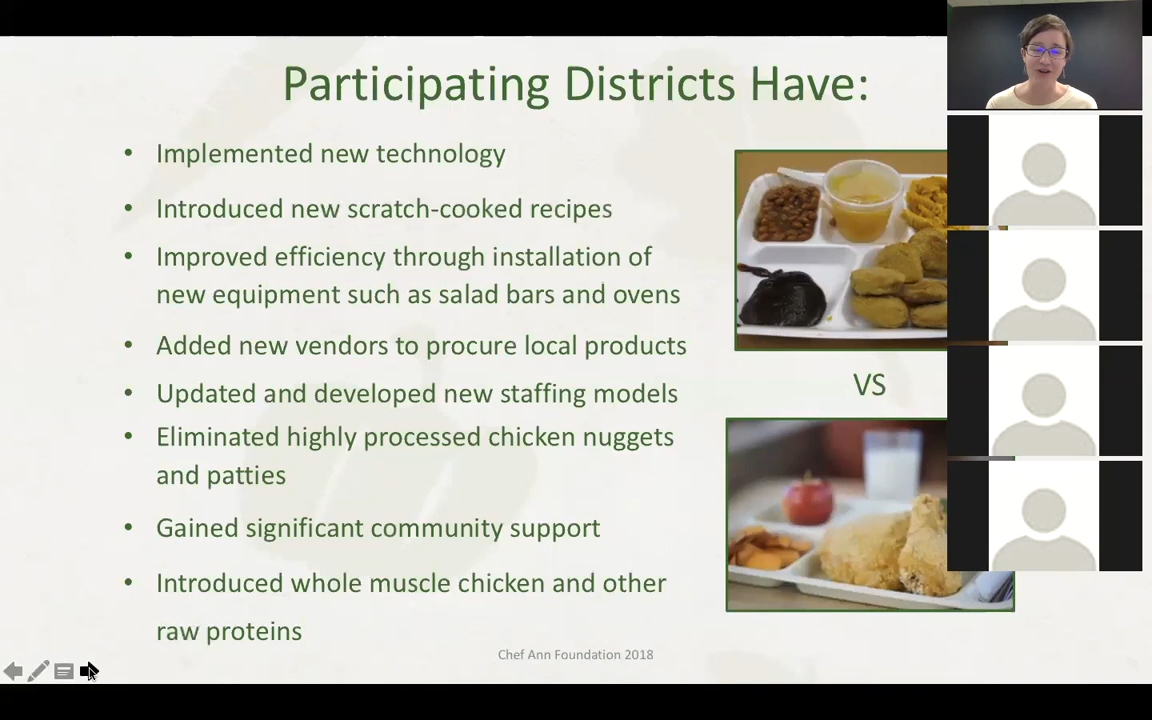 Participating Districts Have:
• Implemented new technology
• Introduced new scratch-cooked recipes
• Improved efficiency through installation of
new equipment such as salad bars and ovens
• Added new vendors to procure local products
• Updated and developed new staffing models
• Eliminated highly processed chicken nuggets
and patties
• Gained significant community support
• Introduced whole muscle chicken and other
raw proteins
VS
Chef Ann Foundation 2018